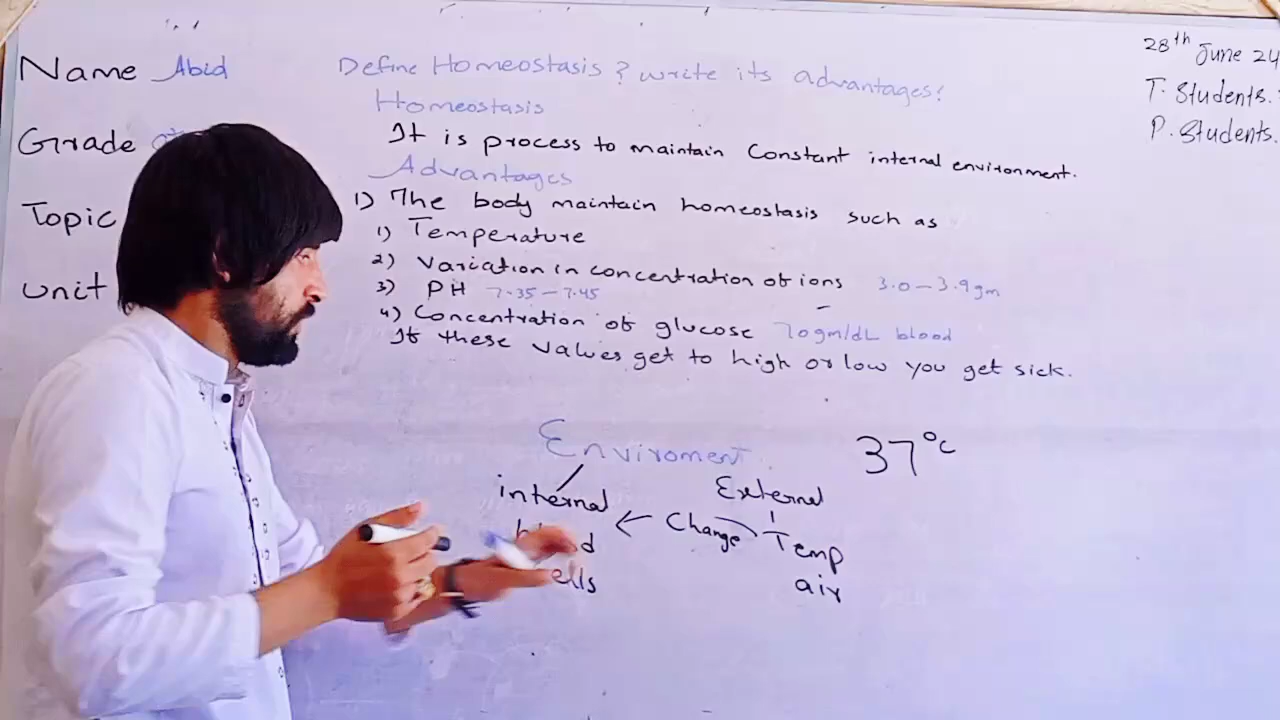 Name Abid
Grade
Topic
Unit
28th June 24
T. Students.
P. Students.
Define Homeostasis? write its advantages?
Homeostasis
It is process to maintain Constant internal environment.
Advantages
1) The body maintain homeostasis such as
1) Temperature
2) Variation in concentration of ions 3.0 - 3.9gm
3) PH 7.35 - 7.45
4) Concentration of glucose 70gm/dL blood
If these values get to high or low you get sick.
Enviroment 37°C
internal External
Change Temp
air